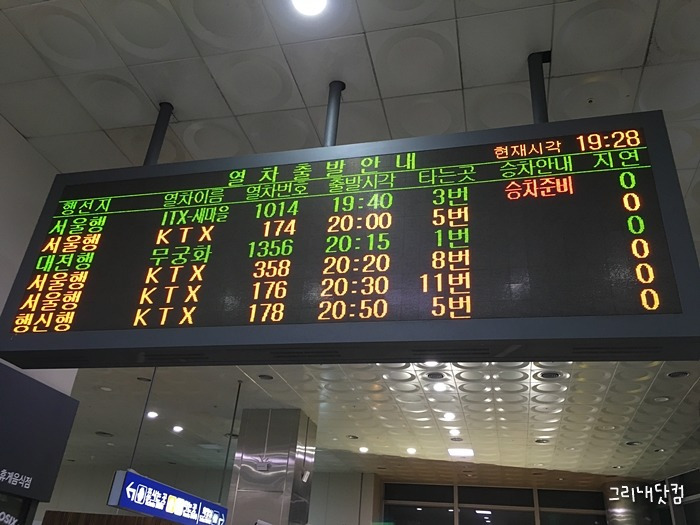 현재시각 19:28
열차출발안내
행선지 열차이름 열차번호 출발시각 타는곳 승차안내 지연
서울행 ITX-새마을 1014 19:40 3번 승차준비 0
서울행 KTX 174 20:00 5번 0
대전행 무궁화 1356 20:15 1번 0
서울행 KTX 358 20:20 8번 0
서울행 KTX 176 20:30 11번 0
행신행 KTX 178 20:50 5번
휴게음식점
그리내닷컴